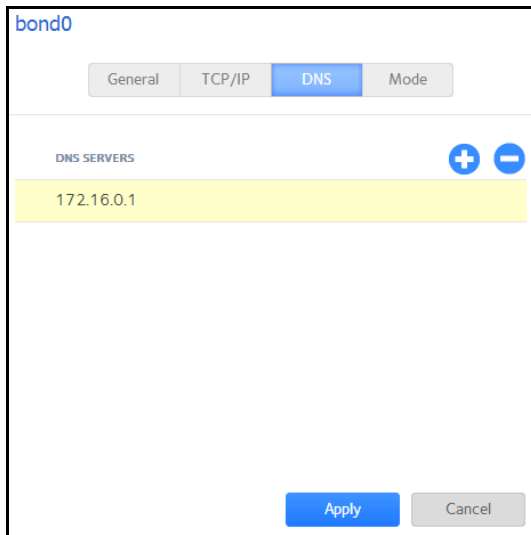 bond0
General TCP/IP DNS Mode
DNS SERVERS
172.16.0.1
Apply Cancel